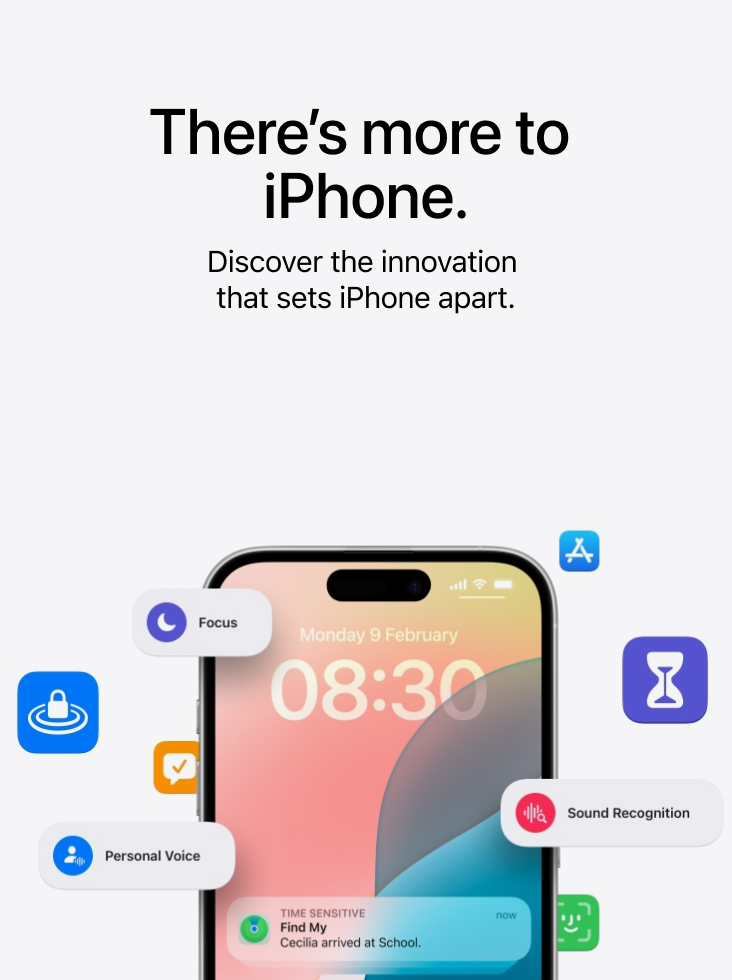 There’s more to
iPhone.
Discover the innovation
that sets iPhone apart.
Focus
Monday 9 February
08:30
Sound Recognition
Personal Voice
TIME SENSITIVE
now
Find My
Cecilia arrived at School.